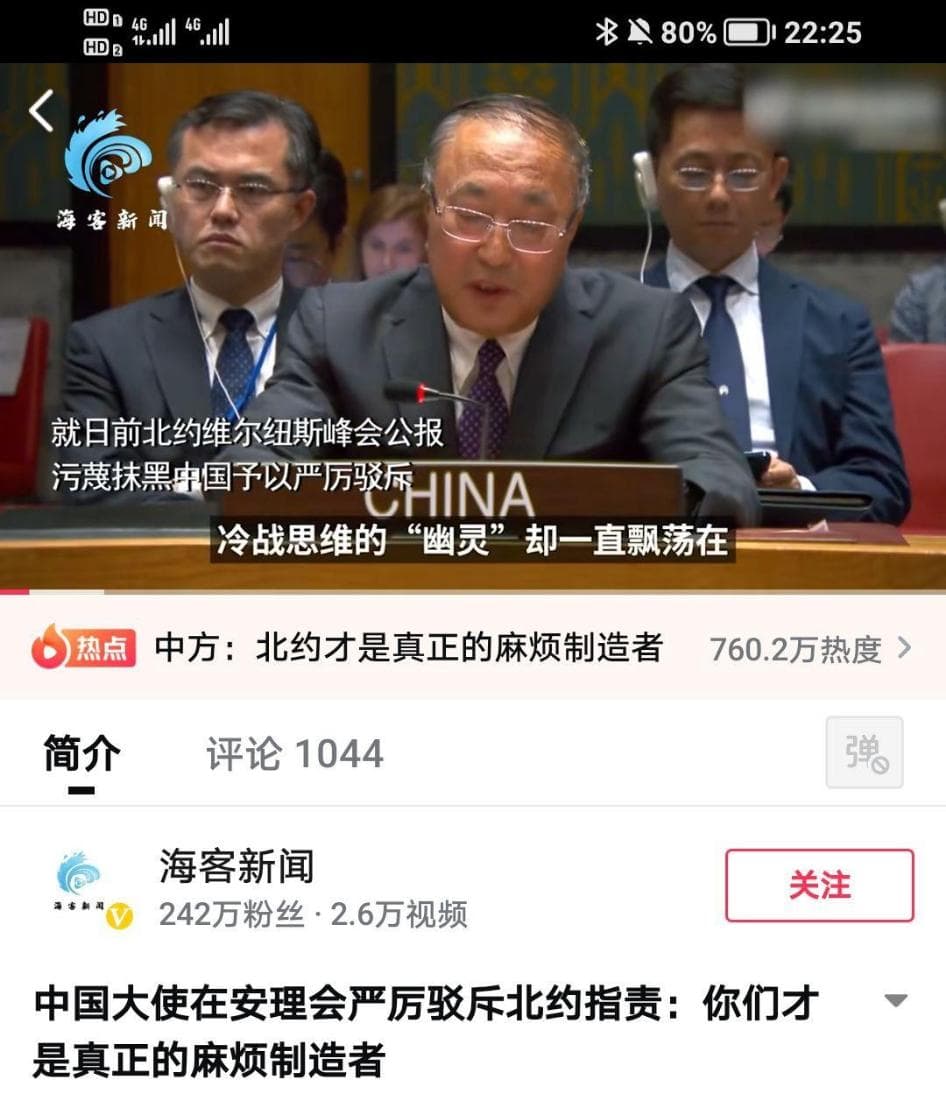 HD 1 4G 4G 80% 22:25
HD 2
海客新闻
就日前北约维尔纽斯峰会公报
污蔑抹黑中国予以严厉驳斥
CHINA
冷战思维的“幽灵”却一直飘荡在
热点 中方：北约才是真正的麻烦制造者 760.2万热度
简介 评论 1044 弹
海客新闻
海客新闻 V
242万粉丝 · 2.6万视频
关注
中国大使在安理会严厉驳斥北约指责：你们才
是真正的麻烦制造者